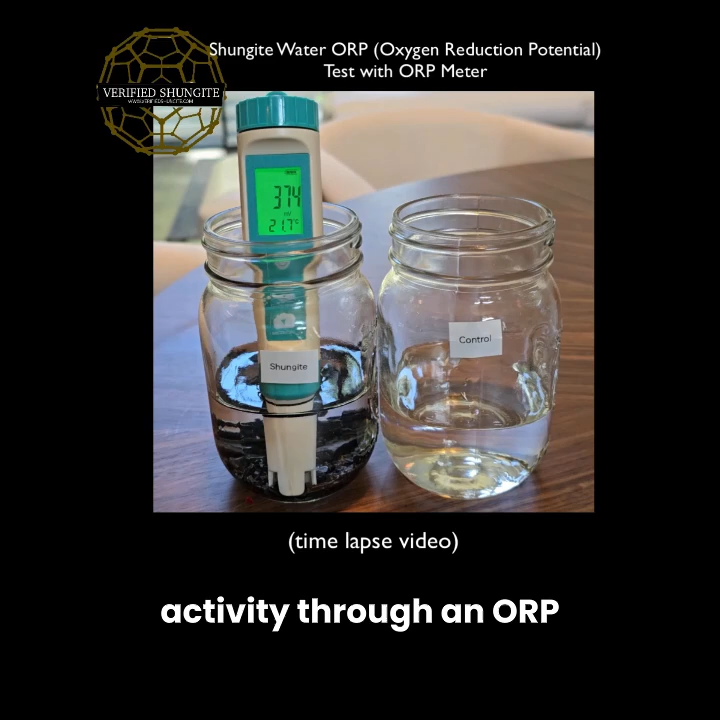 Shungite Water ORP (Oxygen Reduction Potential)
Test with ORP Meter
VERIFIED SHUNGITE
374
mV
21.7°C
Control
Shungite
(time lapse video)
activity through an ORP